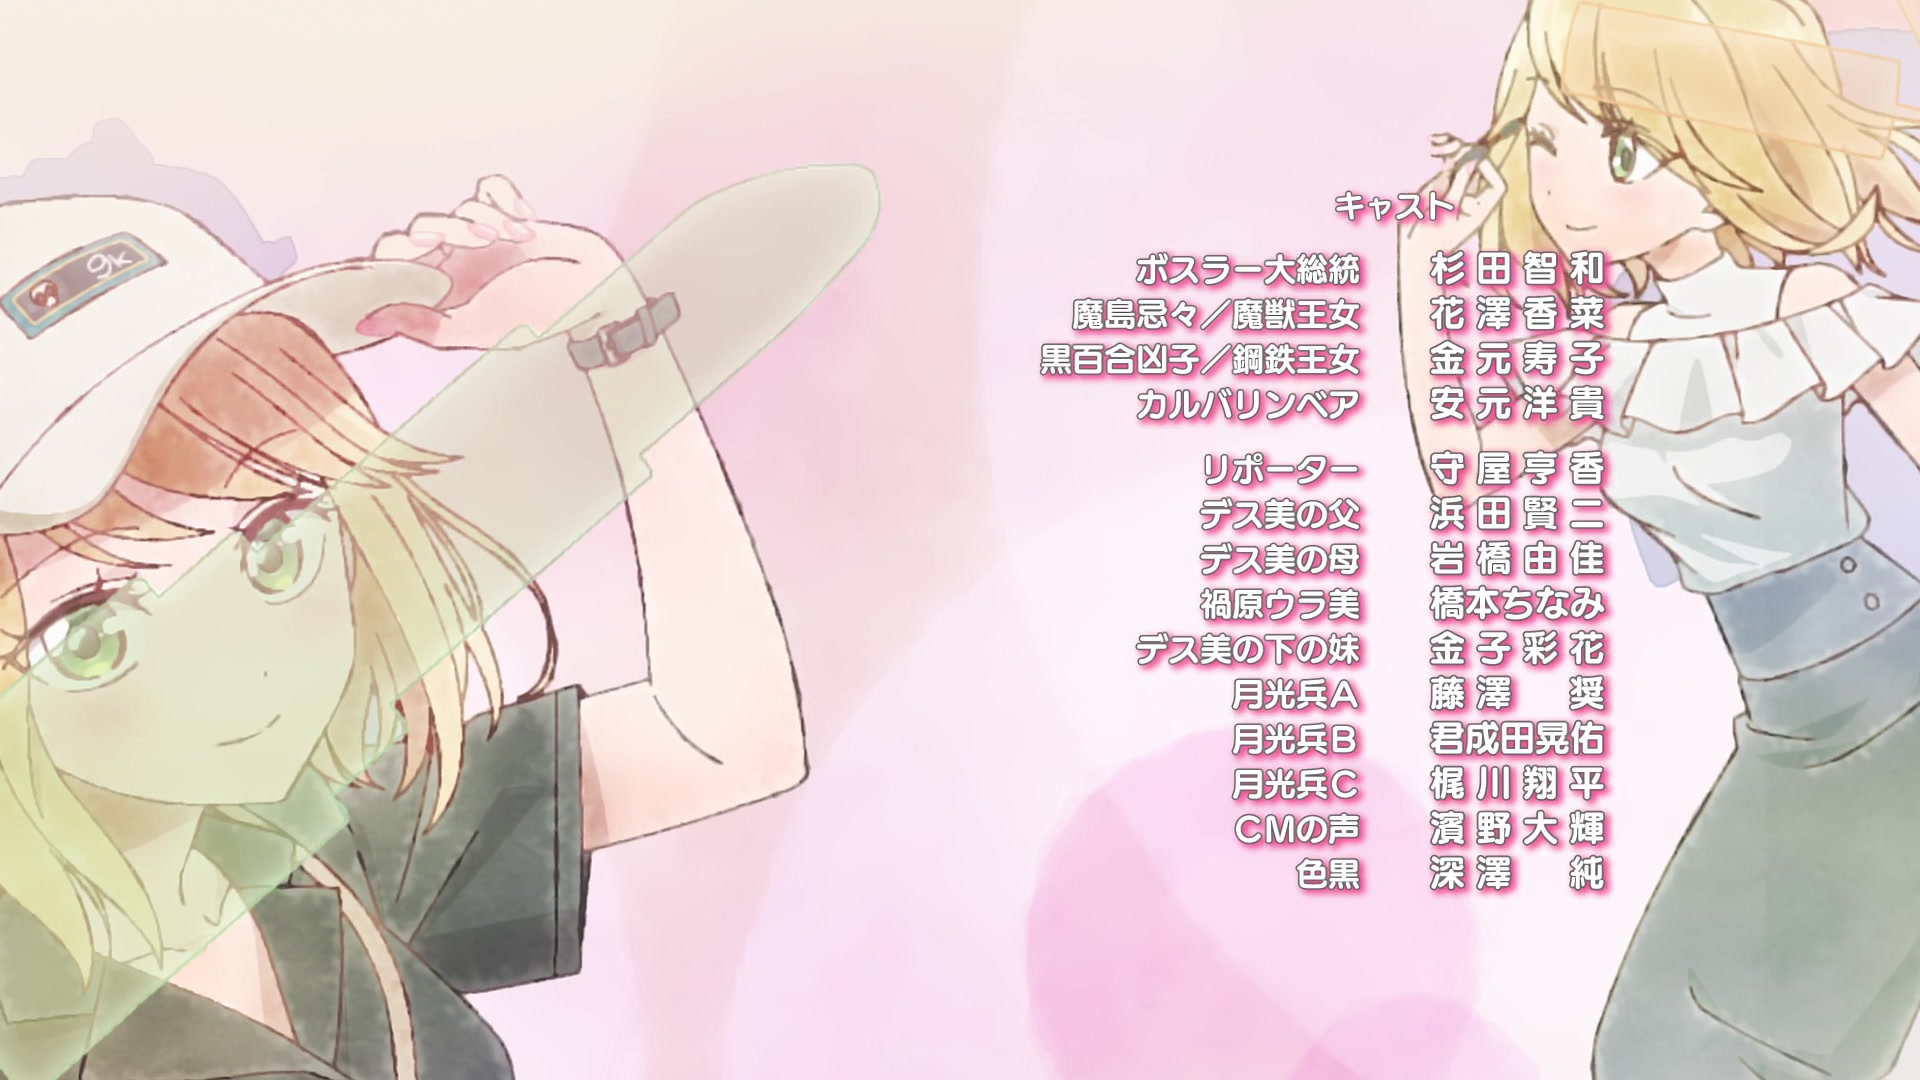 9k
キャスト
ボスラー大総統 杉田智和
魔島忌々／魔獣王女 花澤香菜
黒百合凶子／鋼鉄王女 金元寿子
カルバリンベア 安元洋貴
リポーター 守屋亨香
デス美の父 浜田賢二
デス美の母 岩橋由佳
禍原ウラ美 橋本ちなみ
デス美の下の妹 金子彩花
月光兵A 藤澤 奨
月光兵B 君成田晃佑
月光兵C 梶川翔平
CMの声 濱野大輝
色黒 深澤 純